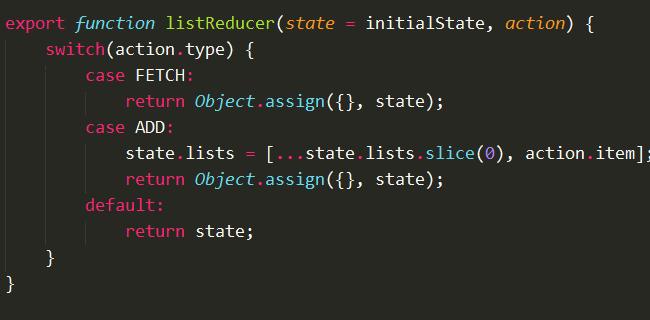 export function listReducer(state = initialState, action) {
    switch(action.type) {
        case FETCH:
            return Object.assign({}, state);
        case ADD:
            state.lists = [...state.lists.slice(0), action.item];
            return Object.assign({}, state);
        default:
            return state;
    }
}